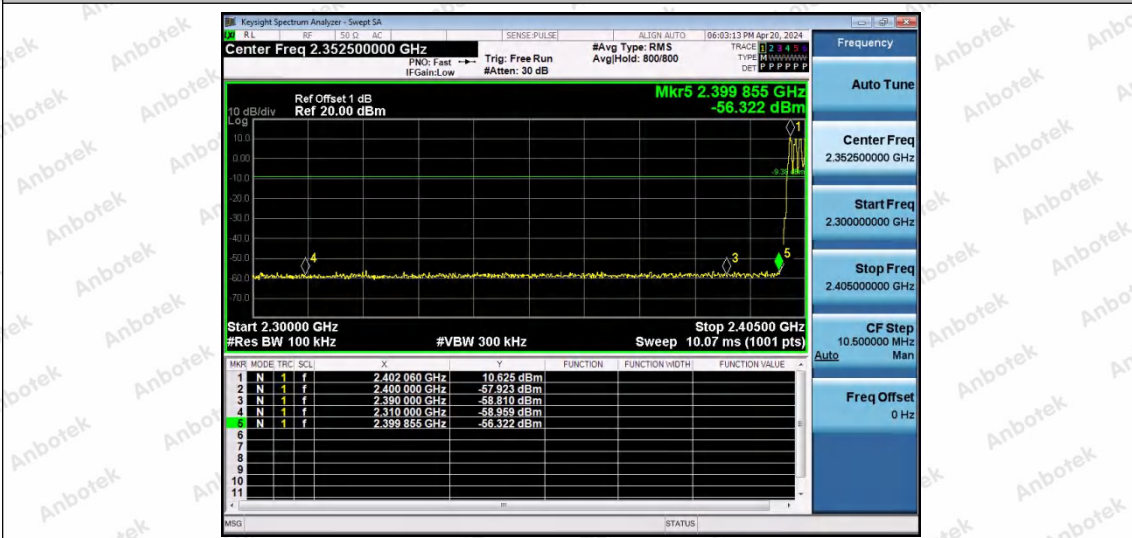 Keysight Spectrum Analyzer - Swept SA
RL RF 50 Ω AC SENSE:PULSE ALIGN AUTO 06:03:13 PM Apr 20, 2024
Center Freq 2.352500000 GHz
PNO: Fast
IFGain:Low
Trig: Free Run
#Atten: 30 dB
#Avg Type: RMS
Avg|Hold: 800/800
TRACE 1 2 3 4 5 6
TYPE M WWWWW
DET P P P P P P
Mkr5 2.399 855 GHz
-56.322 dBm
Ref Offset 1 dB
10 dB/div Ref 20.00 dBm
Log
10.0
0.00
-10.0
-20.0
-30.0
-40.0
-50.0
-60.0
-70.0
1
4
3
5
Start 2.30000 GHz Stop 2.40500 GHz
#Res BW 100 kHz #VBW 300 kHz Sweep 10.07 ms (1001 pts)
MKR MODE TRC SCL X Y FUNCTION FUNCTION WIDTH FUNCTION VALUE
1 N 1 f 2.402 060 GHz 10.625 dBm
2 N 1 f 2.400 000 GHz -57.923 dBm
3 N 1 f 2.390 000 GHz -58.810 dBm
4 N 1 f 2.310 000 GHz -58.959 dBm
5 N 1 f 2.399 855 GHz -56.322 dBm
6
7
8
9
10
11
MSG STATUS
Frequency
Auto Tune
Center Freq
2.352500000 GHz
Start Freq
2.300000000 GHz
Stop Freq
2.405000000 GHz
CF Step
10.500000 MHz
Auto Man
Freq Offset
0 Hz
Anbotek